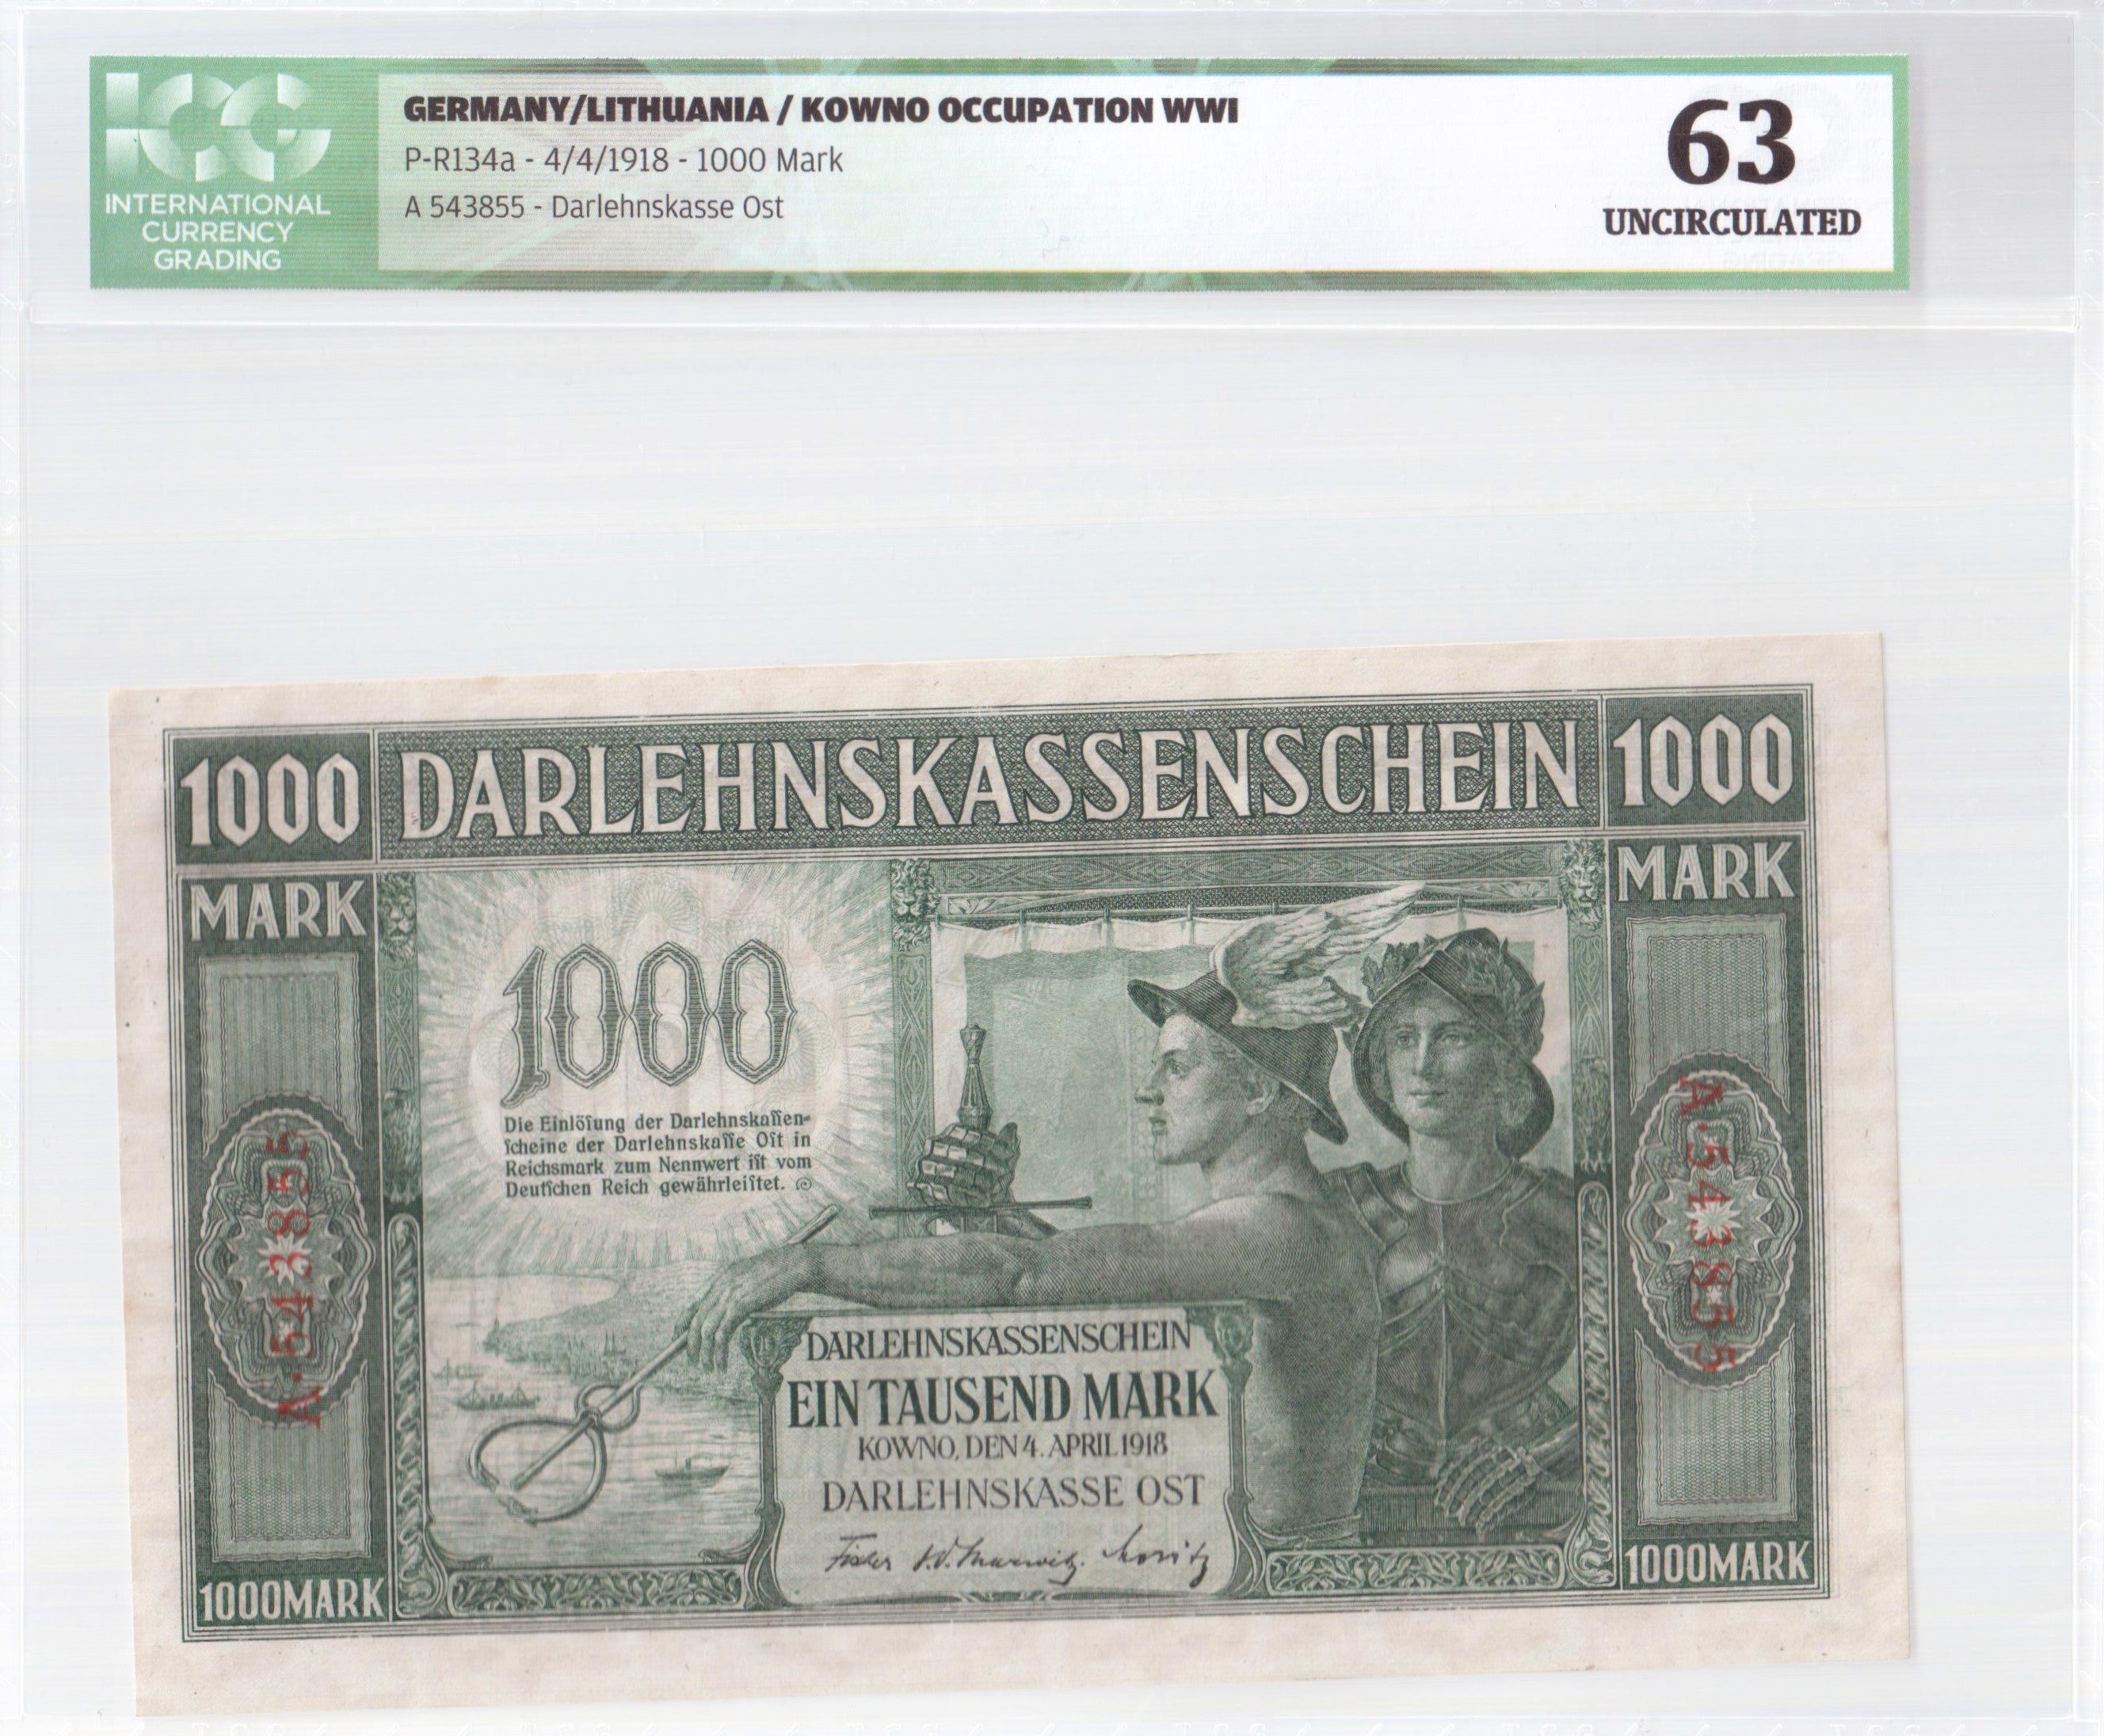 ICG
INTERNATIONAL
CURRENCY
GRADING
GERMANY/LITHUANIA / KOWNO OCCUPATION WWI
P-R134a - 4/4/1918 - 1000 Mark
A 543855 - Darlehnskasse Ost
63
UNCIRCULATED
1000 DARLEHNSKASSENSCHEIN 1000
MARK
MARK
1000
Die Einlöſung der Darlehnskaſſen-
ſcheine der Darlehnskaſſe Oſt in
Reichsmark zum Nennwert iſt vom
Deutſchen Reich gewährleiſtet.
A·543855
A·543855
DARLEHNSKASSENSCHEIN
EIN TAUSEND MARK
KOWNO, DEN 4. APRIL 1918
DARLEHNSKASSE OST
1000MARK
1000MARK